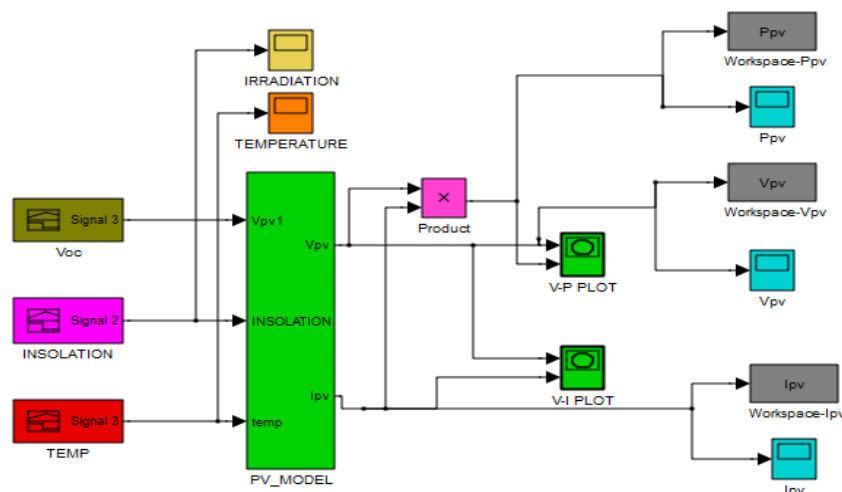 Ppv
Workspace-Ppv
IRRADIATION
TEMPERATURE
Ppv
Signal 3
Voc
Vpv1
Vpv
×
Product
Vpv
Workspace-Vpv
V-P PLOT
Vpv
Signal 2
INSOLATION
INSOLATION
V-I PLOT
Ipv
Ipv
Workspace-Ipv
Signal 3
TEMP
temp
PV_MODEL
Ipv